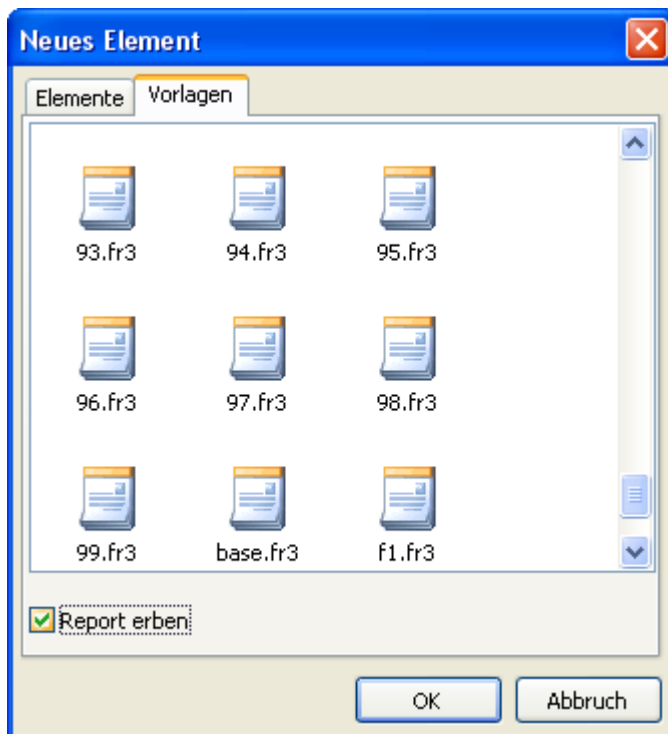 Neues Element
Elemente Vorlagen
93.fr3 94.fr3 95.fr3
96.fr3 97.fr3 98.fr3
99.fr3 base.fr3 f1.fr3
Report erben
OK Abbruch